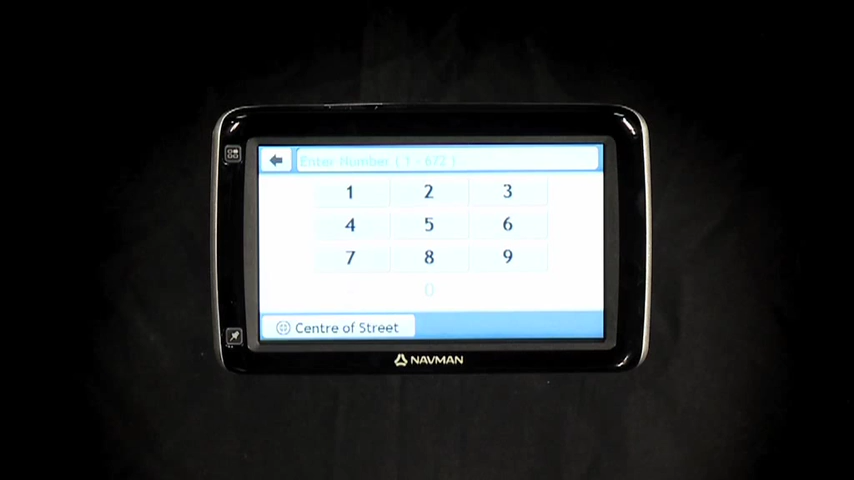 Enter Number ( 1 - 672 )
1 2 3
4 5 6
7 8 9
0
Centre of Street
NAVMAN